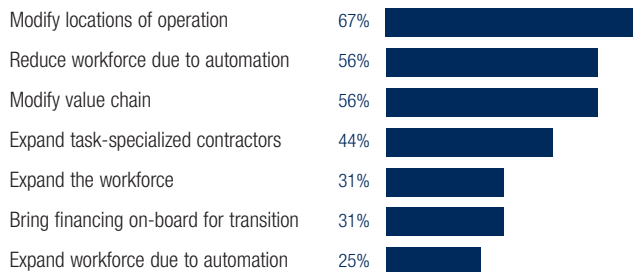 Modify locations of operation 67%
Reduce workforce due to automation 56%
Modify value chain 56%
Expand task-specialized contractors 44%
Expand the workforce 31%
Bring financing on-board for transition 31%
Expand workforce due to automation 25%